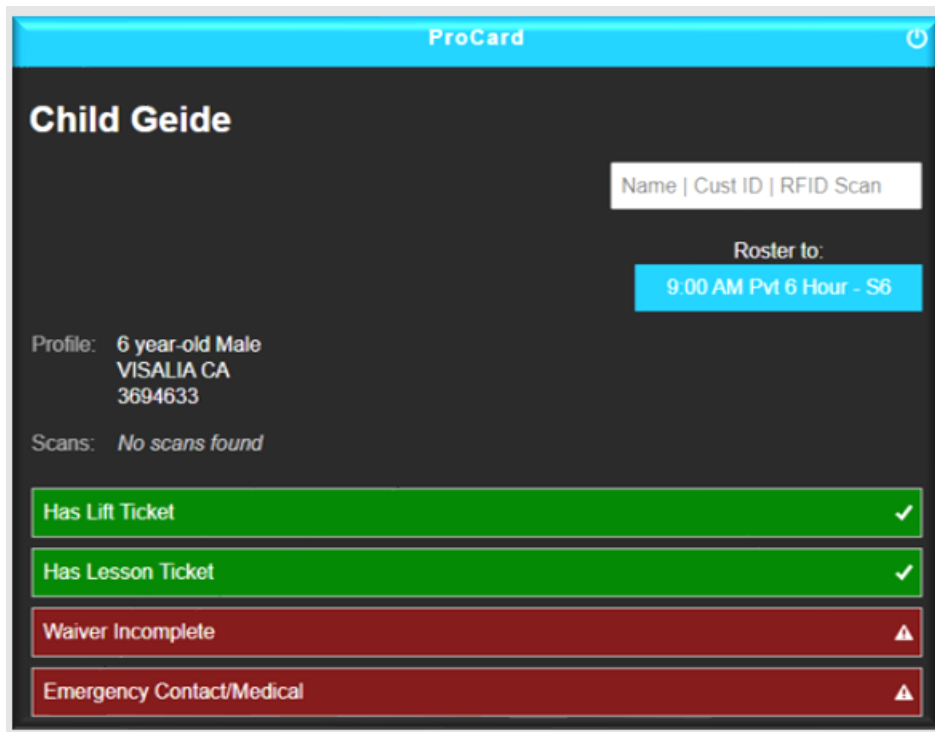 ProCard
Child Geide
Name | Cust ID | RFID Scan
Roster to:
9:00 AM Pvt 6 Hour - S6
Profile: 6 year-old Male
VISALIA CA
3694633
Scans: No scans found
Has Lift Ticket
Has Lesson Ticket
Waiver Incomplete
Emergency Contact/Medical